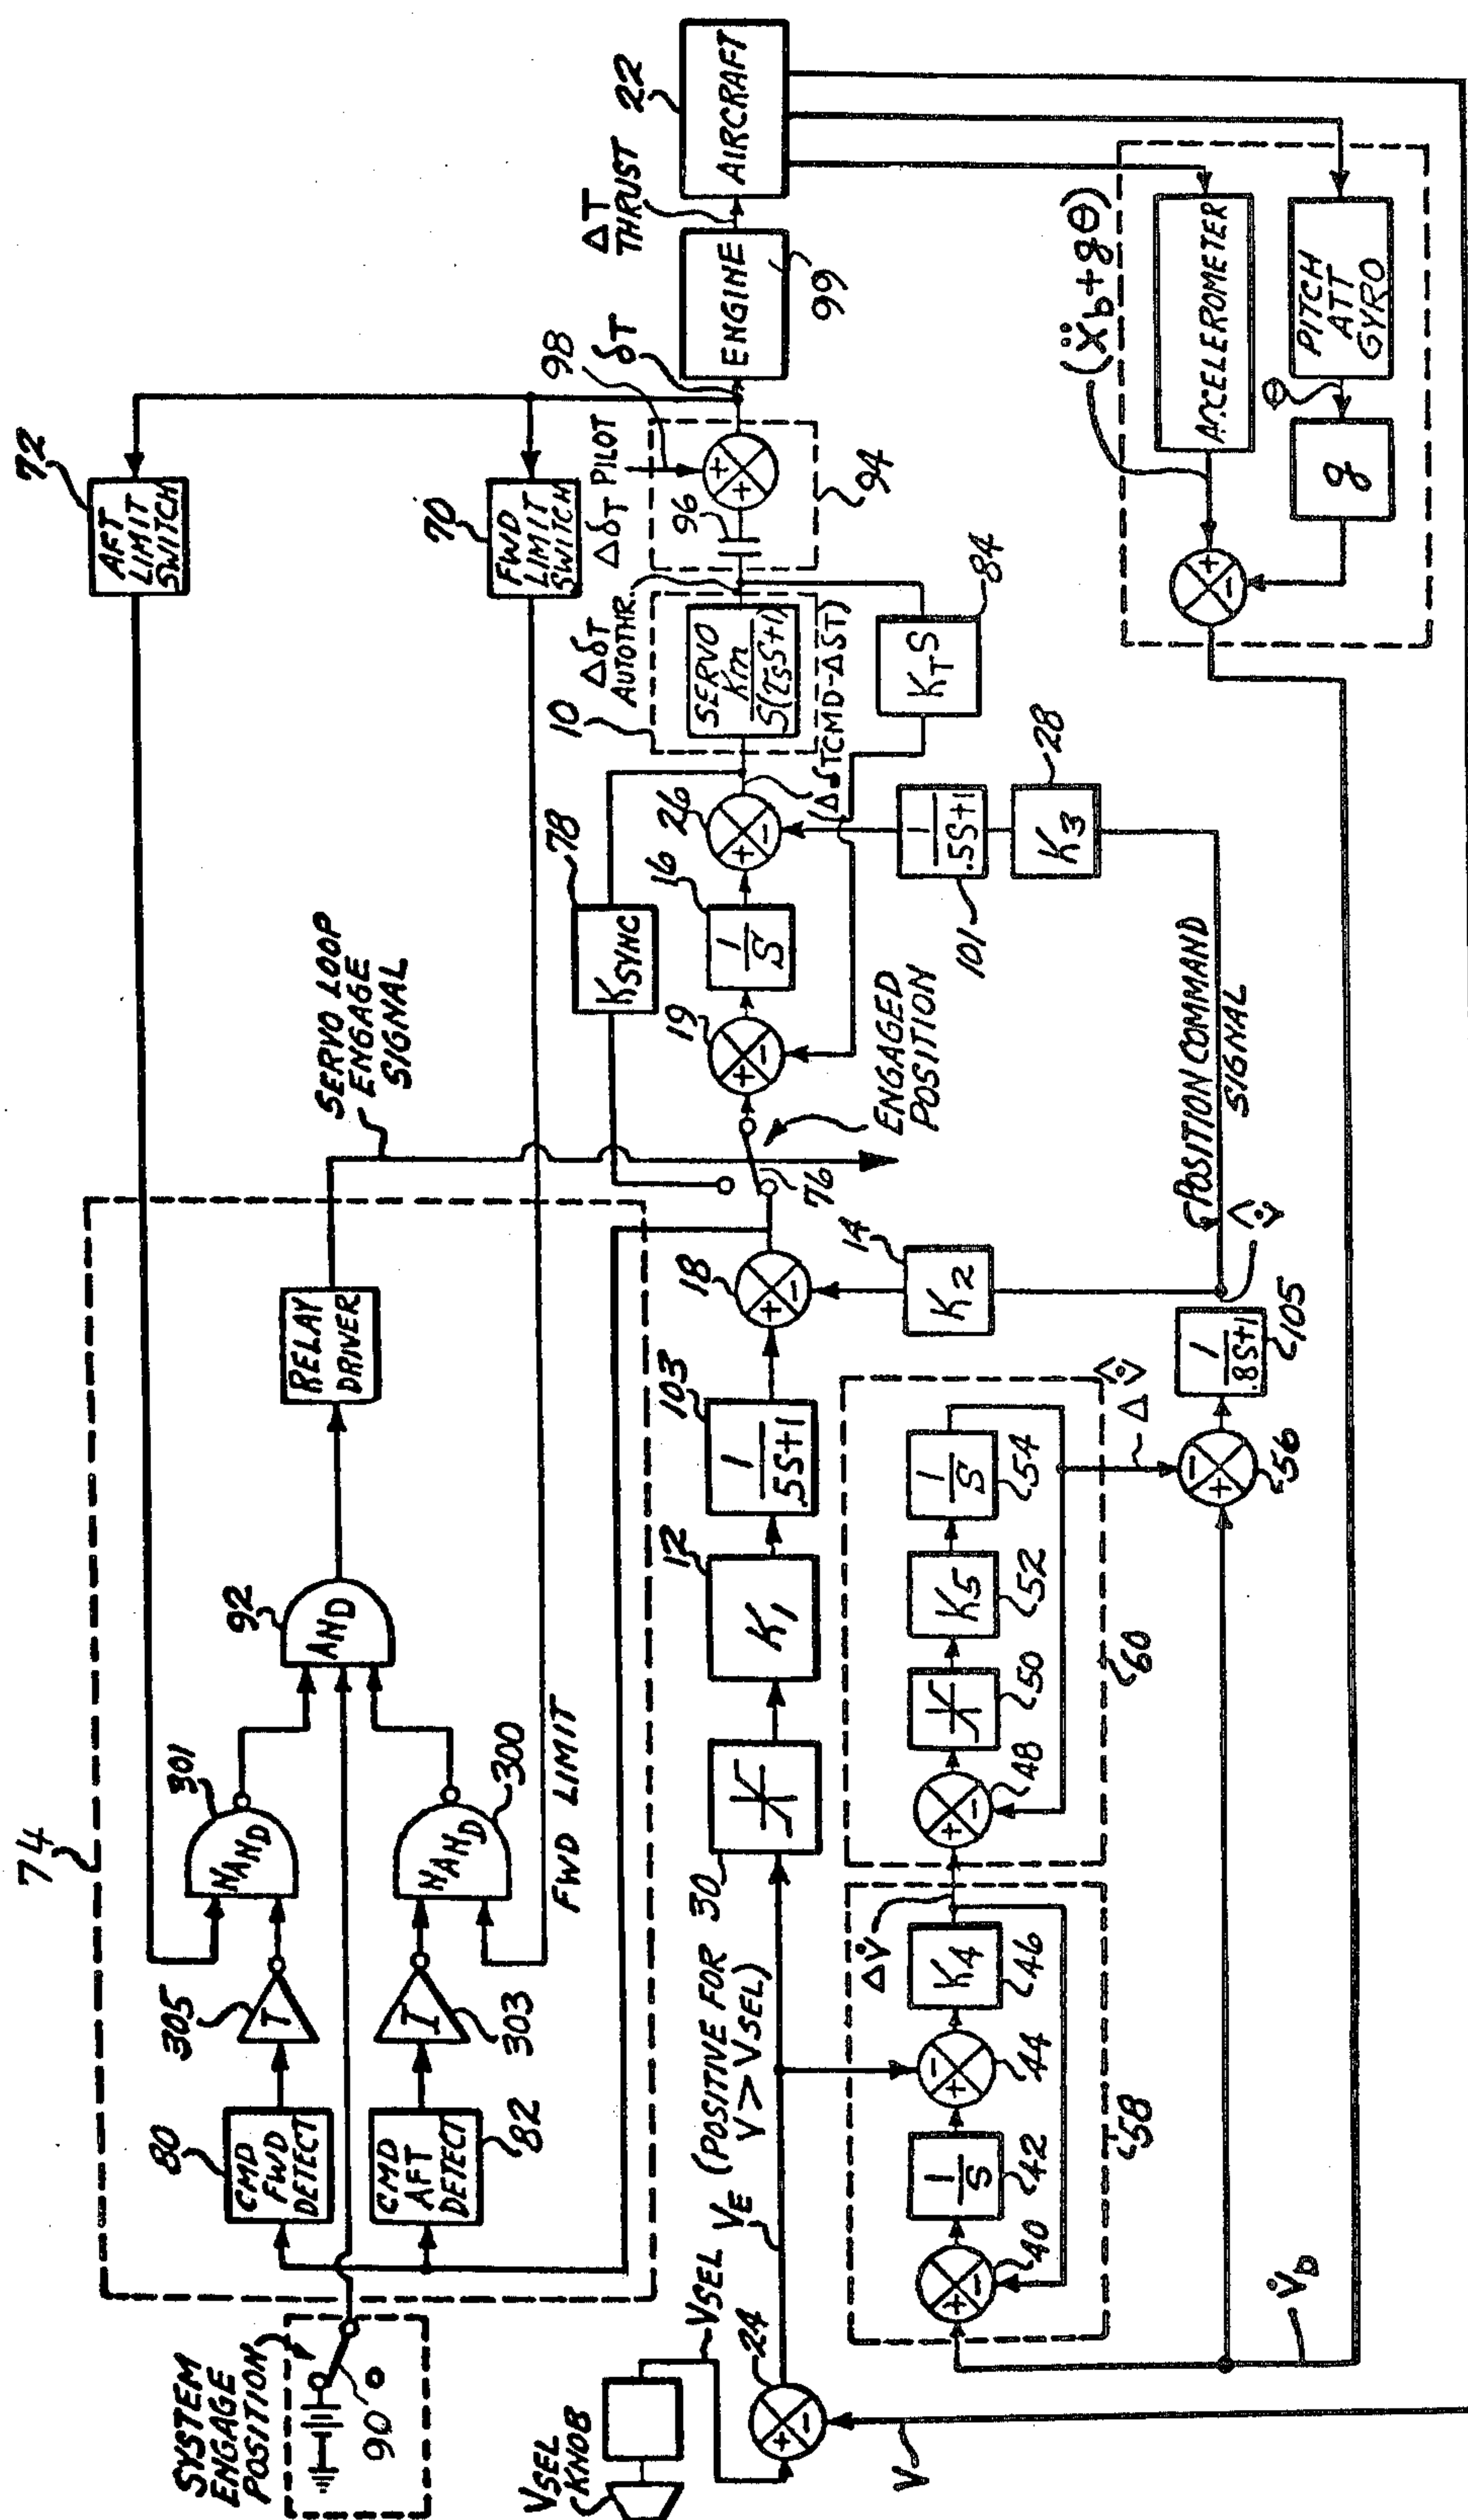 72
AFT
LIMIT
SWITCH
70
FWD
LIMIT
SWITCH
74
SERVO LOOP
ENGAGE
SIGNAL
RELAY
DRIVER
92
AND
301
NAND
300
NAND
FWD LIMIT
305
I
303
I
80
CMD
FWD
DETECT
CMD
AFT
DETECT
82
SYSTEM
ENGAGE
POSITION
90
VSEL
KNOB
VSEL
24
+
−
V
VE (POSITIVE FOR
V > VSEL)
30
12
K1
103
1
.5S+1
18
+
−
14
K2
76
ENGAGED
POSITION
19
+
−
78
KSYNC
16
1
S
26
+
−
(ΔδTCMD-ΔδT)
10
ΔδT
AUTOTHR.
SERVO
Km
S(τsS+1)
KTS
84
ΔδT PILOT
96
98
+
+
94
δT
ENGINE
99
ΔT
THRUST
22
AIRCRAFT
1
.5S+1
101
K3
28
POSITION COMMAND
SIGNAL
V̇̂
1
.8S+1
105
56
+
−
ΔV̇̂
40
+
−
1
S
42
44
+
−
K4
46
58
ΔV̇
48
+
−
50
K5
52
1
S
54
60
V̇b
(Ẍb+gθ)
ACCELEROMETER
PITCH
ATT
GYRO
θ
g
+
−